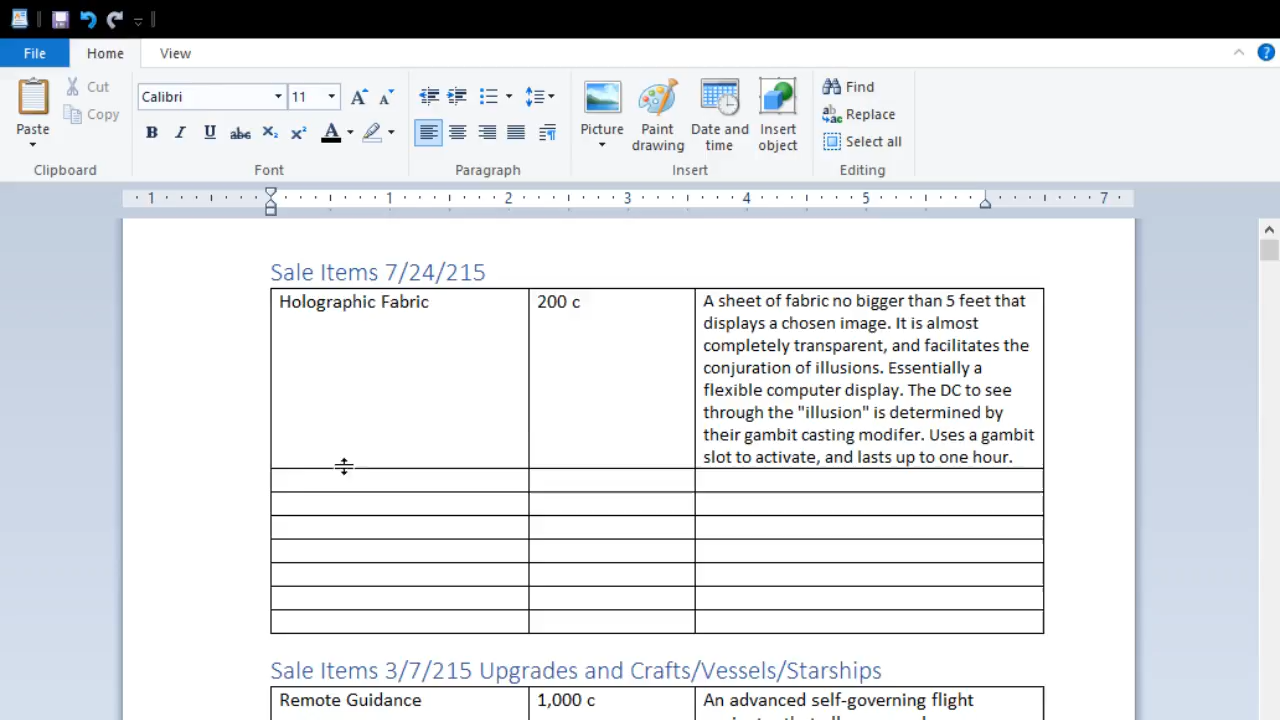 File Home View
Paste
Cut
Copy
Clipboard
Calibri 11
B I U abc X₂ X²
A
Font
Paragraph
Picture
Paint drawing
Date and time
Insert object
Insert
Find
Replace
Select all
Editing
1 1 2 3 4 5 7
Sale Items 7/24/215
Holographic Fabric
200 c
A sheet of fabric no bigger than 5 feet that
displays a chosen image. It is almost
completely transparent, and facilitates the
conjuration of illusions. Essentially a
flexible computer display. The DC to see
through the "illusion" is determined by
their gambit casting modifer. Uses a gambit
slot to activate, and lasts up to one hour.
Sale Items 3/7/215 Upgrades and Crafts/Vessels/Starships
Remote Guidance
1,000 c
An advanced self-governing flight